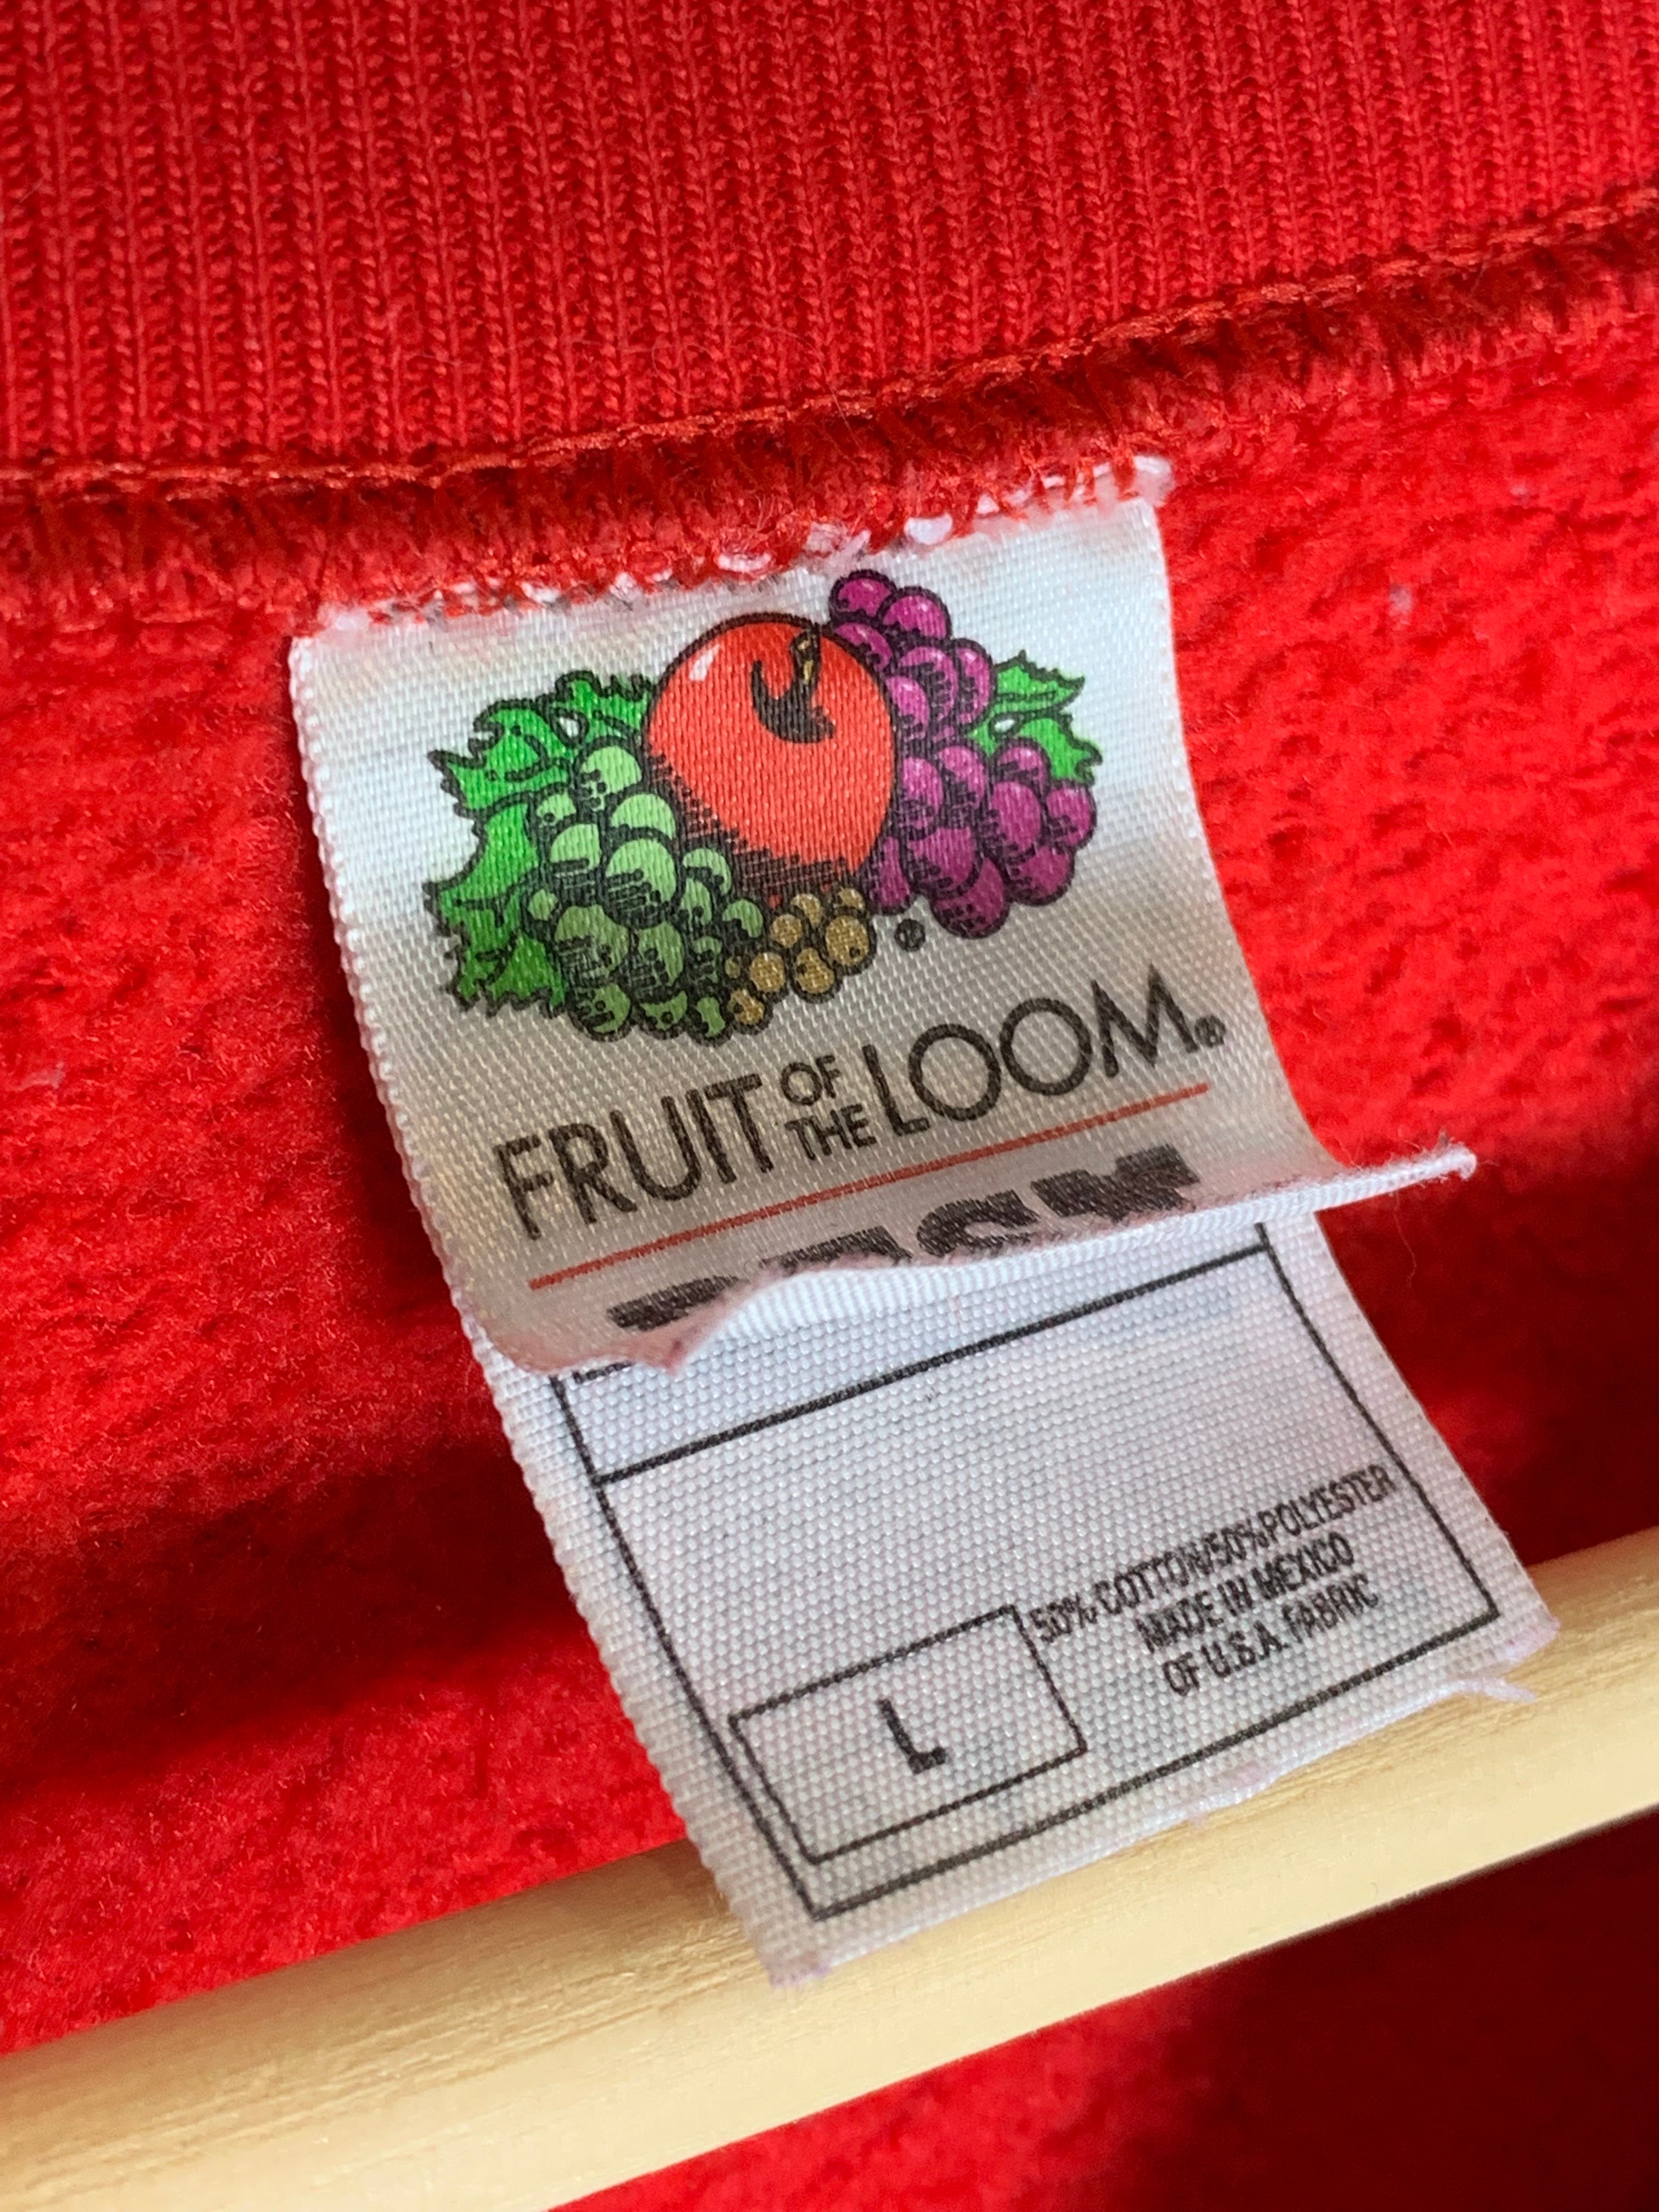 FRUIT OF THE LOOM®
50% COTTON/50% POLYESTER
MADE IN MEXICO
OF U.S.A. FABRIC
L